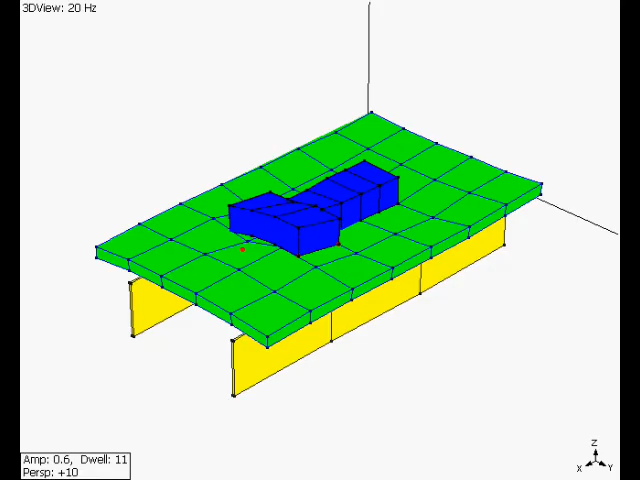 3DView: 20 Hz
Z
X
Y
Amp: 0.6, Dwell: 11
Persp: +10